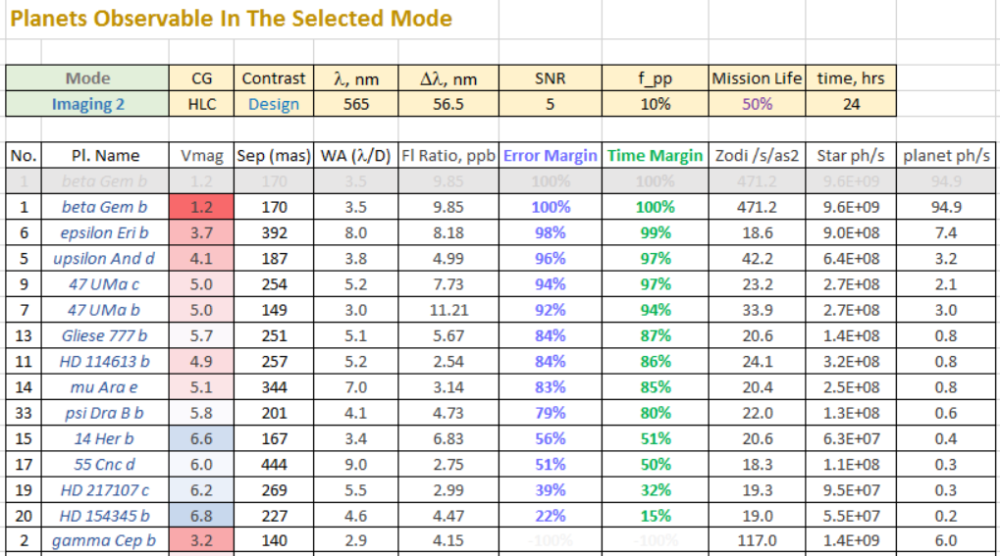 Planets Observable In The Selected Mode
Mode CG Contrast λ, nm Δλ, nm SNR f_pp Mission Life time, hrs
Imaging 2 HLC Design 565 56.5 5 10% 50% 24
No. Pl. Name Vmag Sep (mas) WA (λ/D) Fl Ratio, ppb Error Margin Time Margin Zodi /s/as2 Star ph/s planet ph/s
1 beta Gem b 1.2 170 3.5 9.85 100% 100% 471.2 9.6E+09 94.9
1 beta Gem b 1.2 170 3.5 9.85 100% 100% 471.2 9.6E+09 94.9
6 epsilon Eri b 3.7 392 8.0 8.18 98% 99% 18.6 9.0E+08 7.4
5 upsilon And d 4.1 187 3.8 4.99 96% 97% 42.2 6.4E+08 3.2
9 47 UMa c 5.0 254 5.2 7.73 94% 97% 23.2 2.7E+08 2.1
7 47 UMa b 5.0 149 3.0 11.21 92% 94% 33.9 2.7E+08 3.0
13 Gliese 777 b 5.7 251 5.1 5.67 84% 87% 20.6 1.4E+08 0.8
11 HD 114613 b 4.9 257 5.2 2.54 84% 86% 24.1 3.2E+08 0.8
14 mu Ara e 5.1 344 7.0 3.14 83% 85% 20.4 2.5E+08 0.8
33 psi Dra B b 5.8 201 4.1 4.73 79% 80% 22.0 1.3E+08 0.6
15 14 Her b 6.6 167 3.4 6.83 56% 51% 20.6 6.3E+07 0.4
17 55 Cnc d 6.0 444 9.0 2.75 51% 50% 18.3 1.1E+08 0.3
19 HD 217107 c 6.2 269 5.5 2.99 39% 32% 19.3 9.5E+07 0.3
20 HD 154345 b 6.8 227 4.6 4.47 22% 15% 19.0 5.5E+07 0.2
2 gamma Cep b 3.2 140 2.9 4.15 -100% -100% 117.0 1.4E+09 6.0